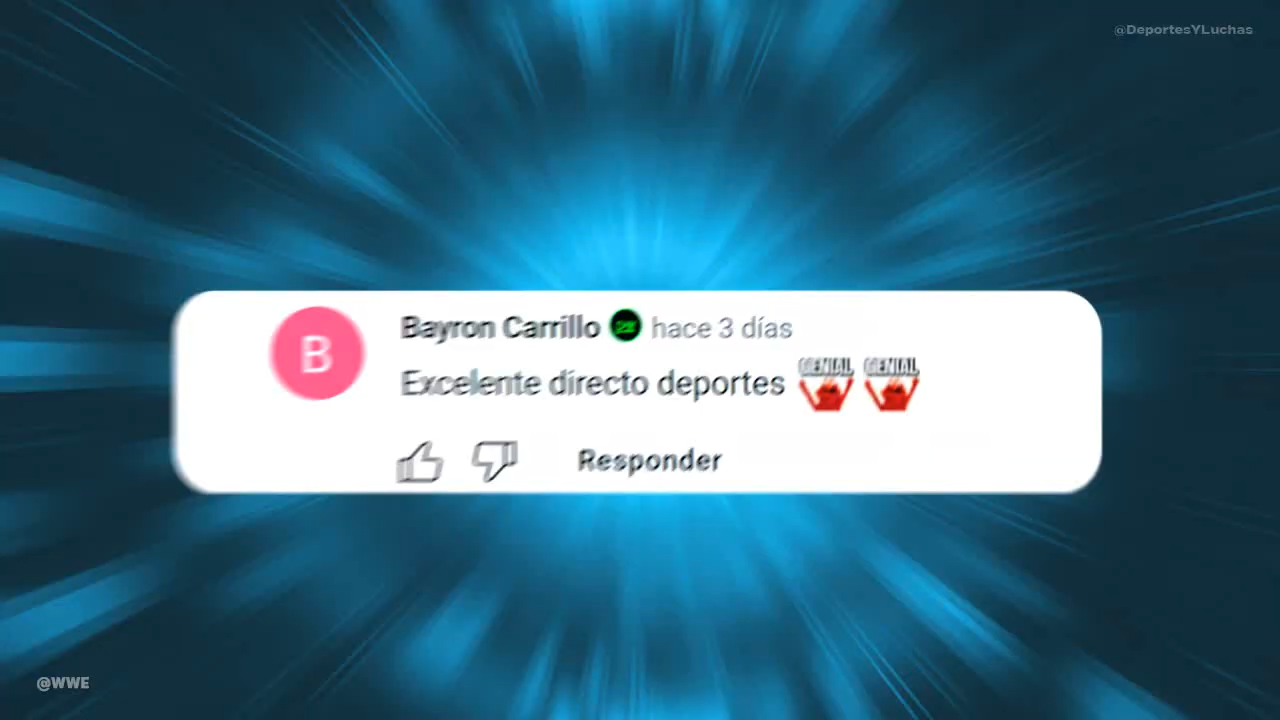 @DeportesYLuchas
B
Bayron Carrillo hace 3 días
Excelente directo deportes GENIAL GENIAL
Responder
@WWE